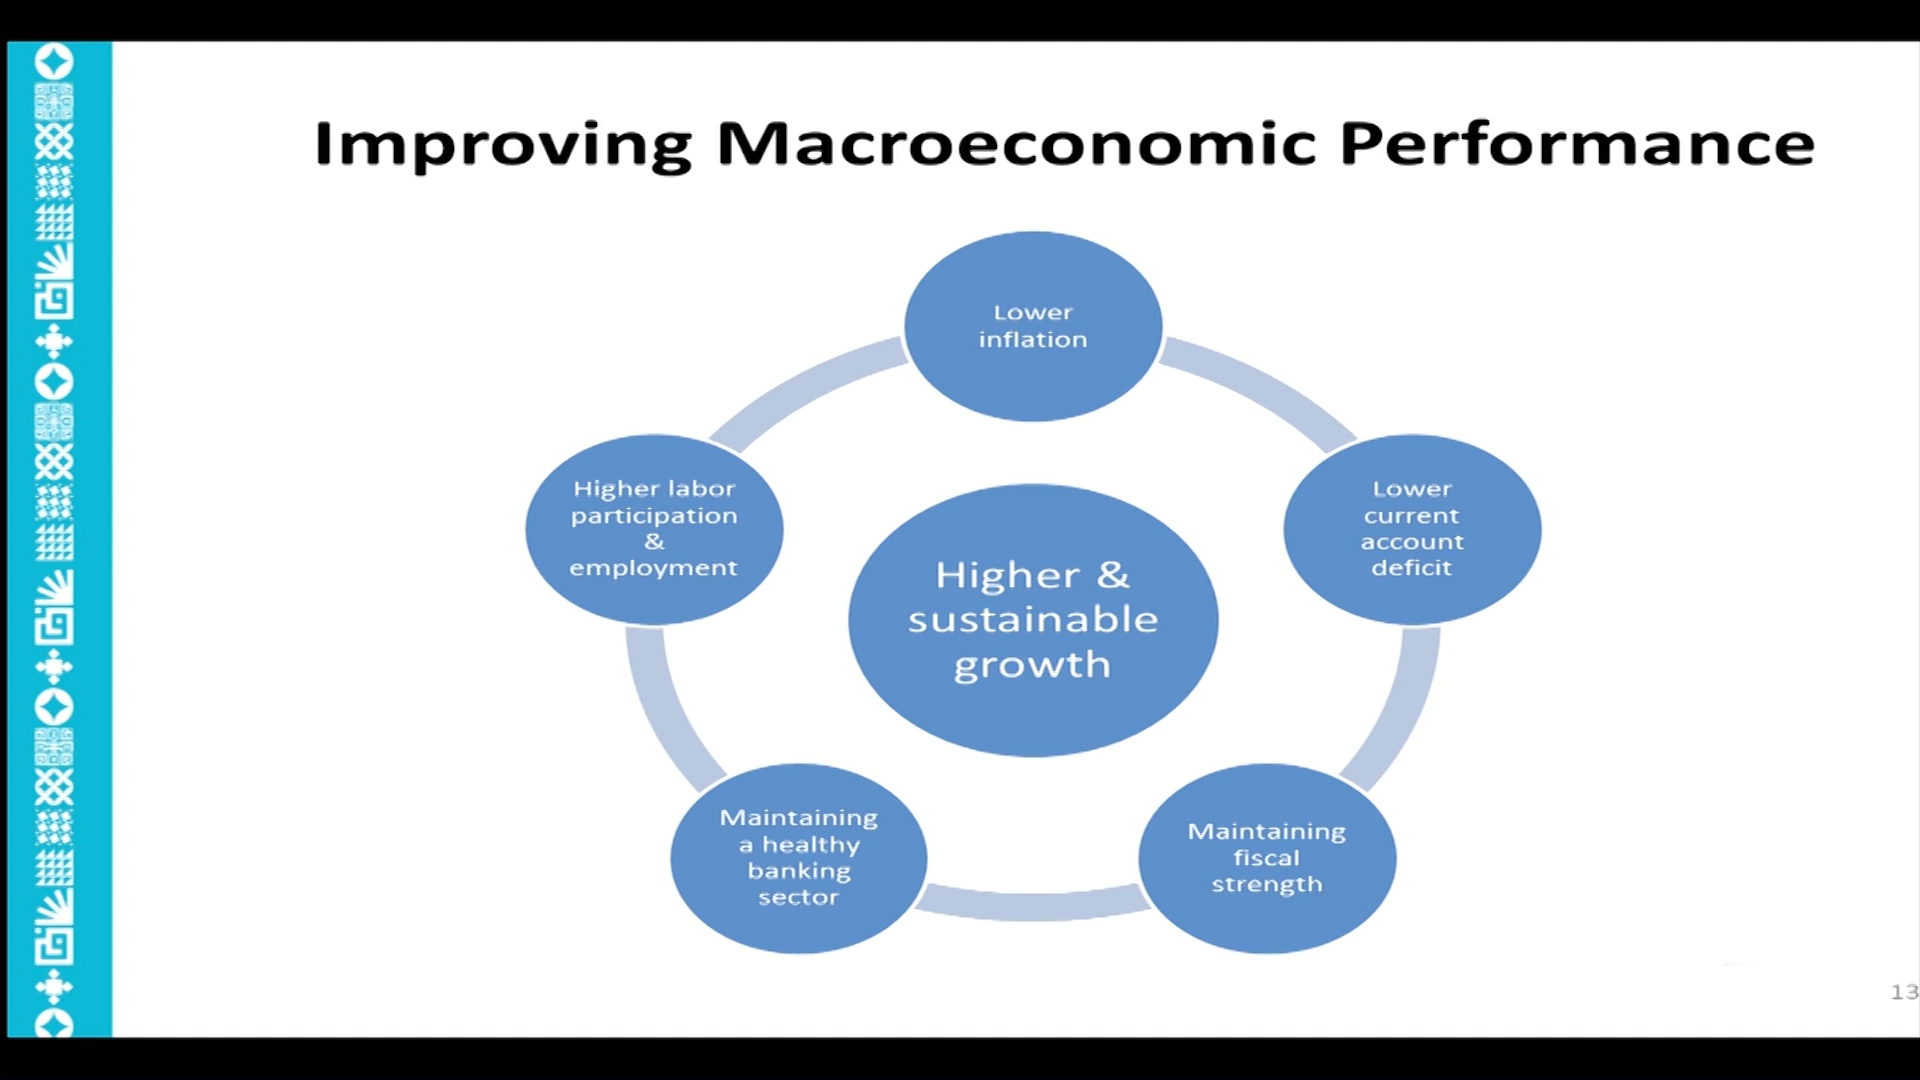 Improving Macroeconomic Performance
Lower
inflation
Lower
current
account
deficit
Maintaining
fiscal
strength
Maintaining
a healthy
banking
sector
Higher labor
participation
&
employment
Higher &
sustainable
growth
13